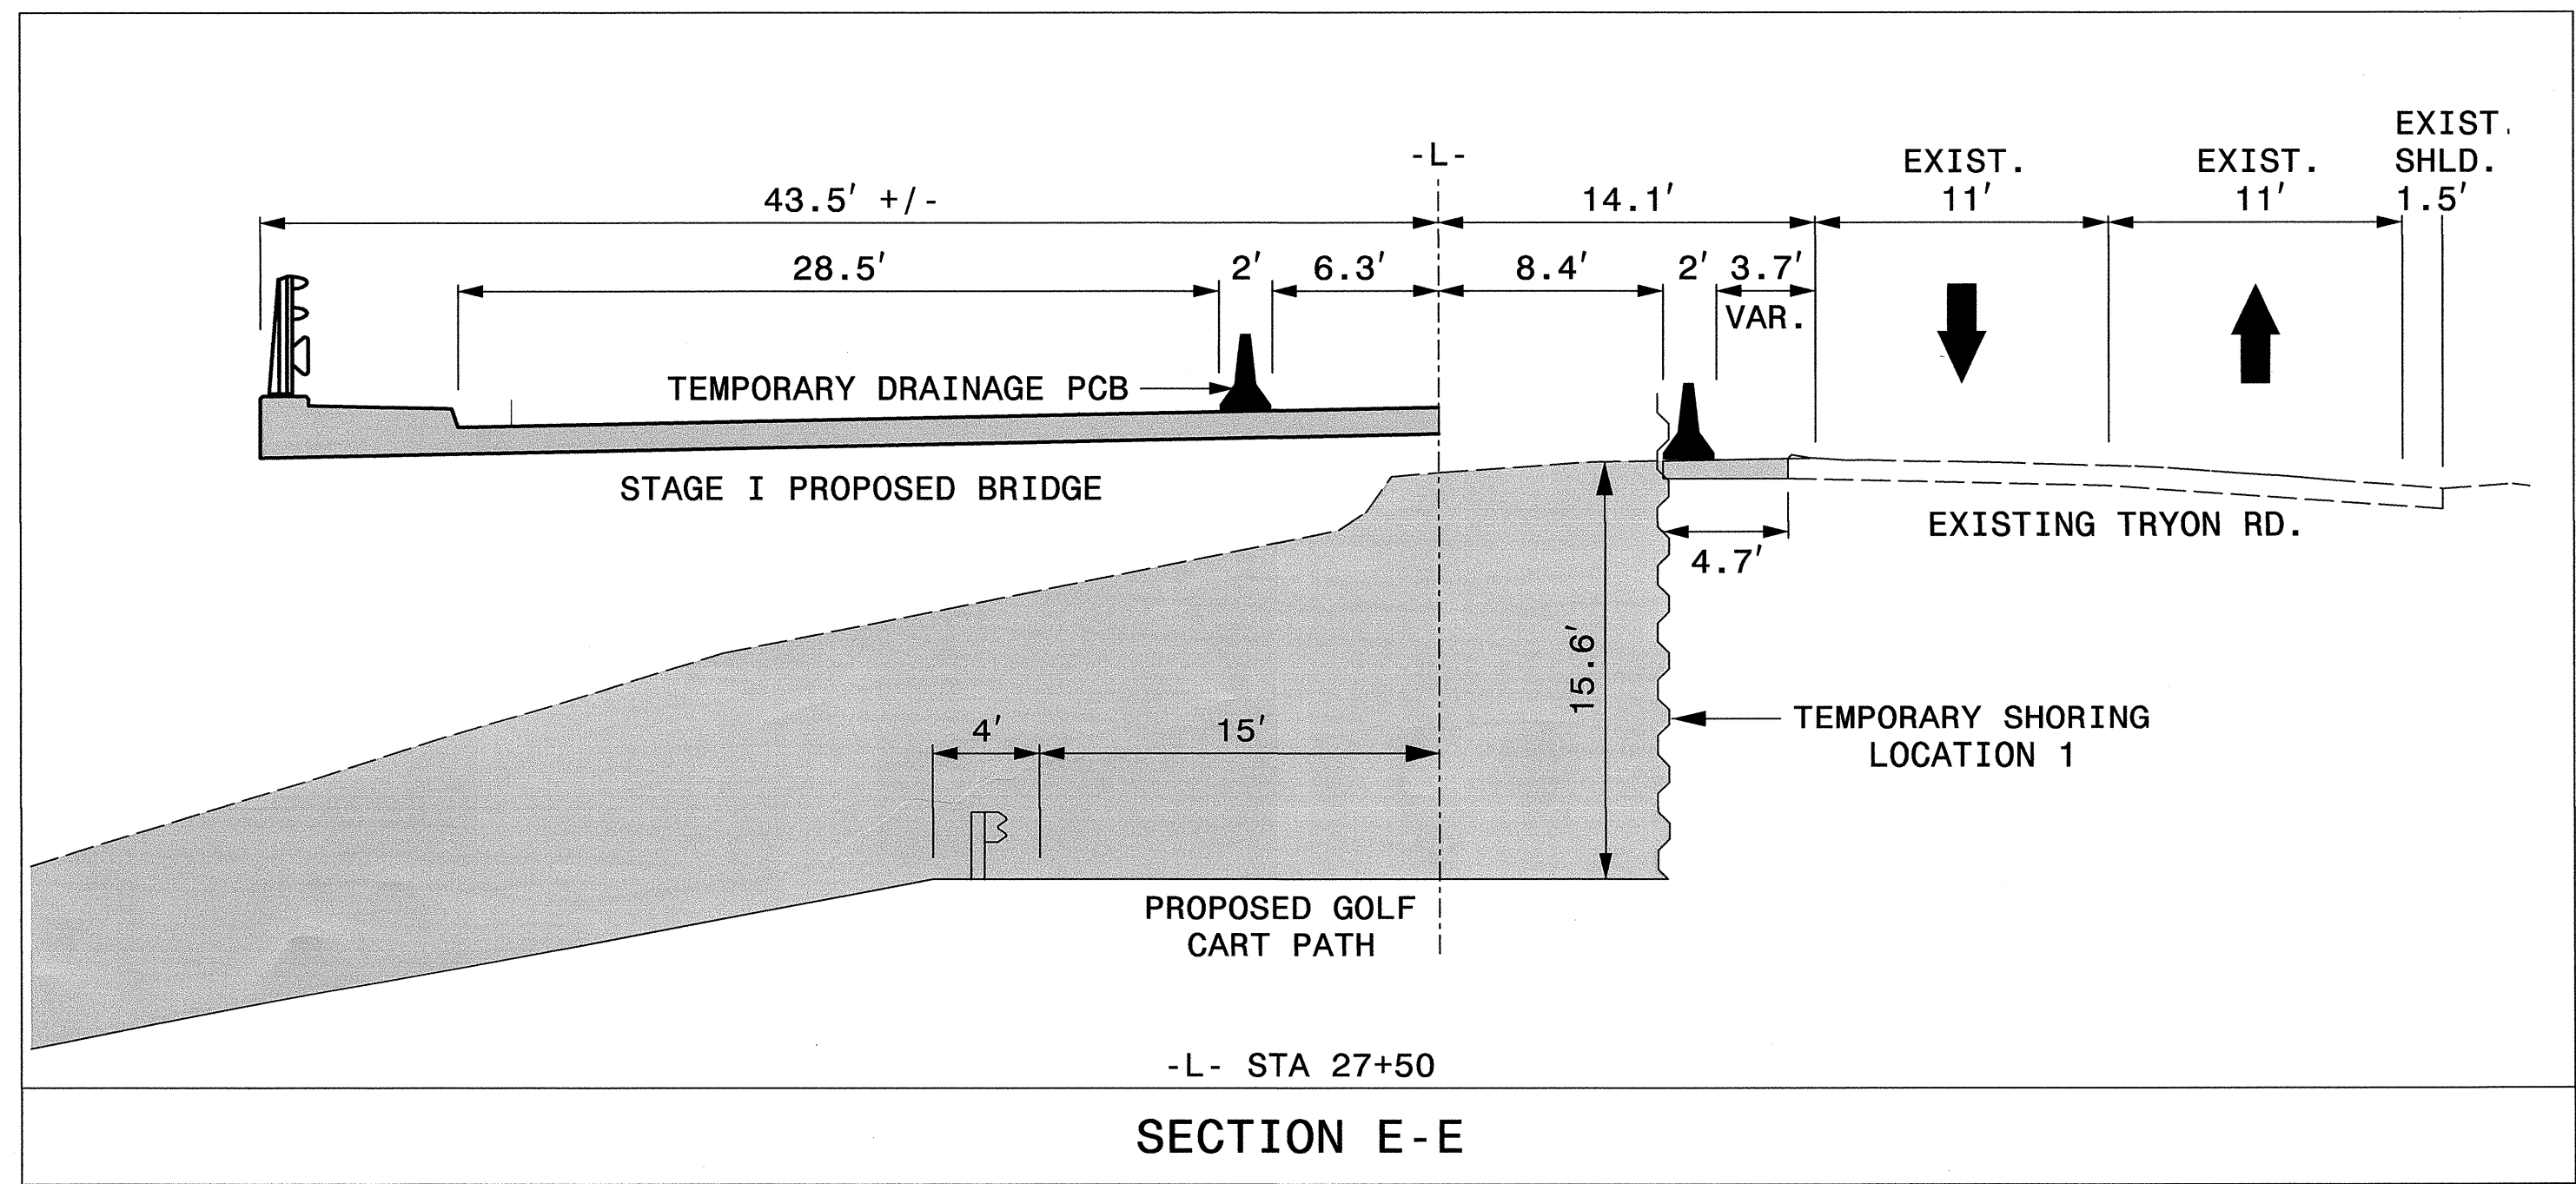 -L-
EXIST.
11'
EXIST.
11'
EXIST.
SHLD.
1.5'
43.5' +/-
14.1'
28.5'
2'
6.3'
8.4'
2'
3.7'
VAR.
TEMPORARY DRAINAGE PCB
STAGE I PROPOSED BRIDGE
EXISTING TRYON RD.
4.7'
15.6'
4'
15'
TEMPORARY SHORING
LOCATION 1
PROPOSED GOLF
CART PATH
-L- STA 27+50
SECTION E-E